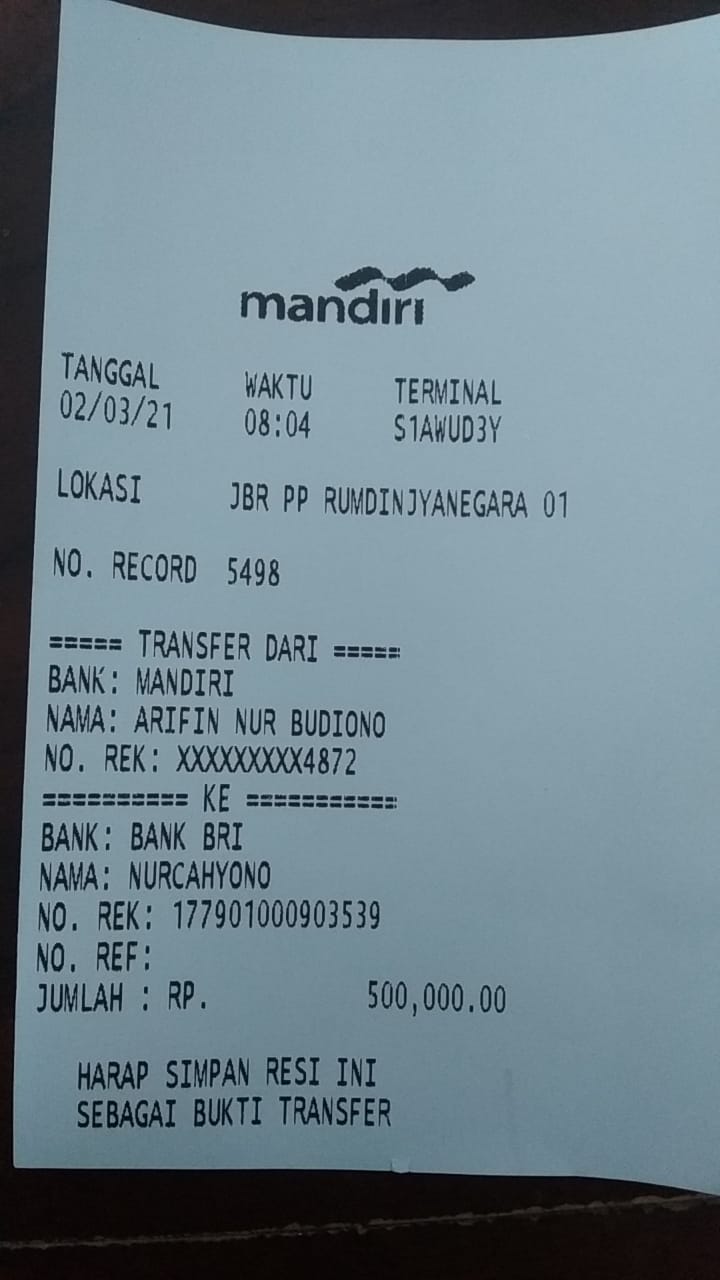 mandiri
TANGGAL WAKTU TERMINAL
02/03/21 08:04 S1AWUD3Y
LOKASI JBR PP RUMDINJYANEGARA 01
NO. RECORD 5498
===== TRANSFER DARI =====
BANK: MANDIRI
NAMA: ARIFIN NUR BUDIONO
NO. REK: XXXXXXXXX4872
========== KE ===========
BANK: BANK BRI
NAMA: NURCAHYONO
NO. REK: 177901000903539
NO. REF:
JUMLAH : RP. 500,000.00
HARAP SIMPAN RESI INI
SEBAGAI BUKTI TRANSFER